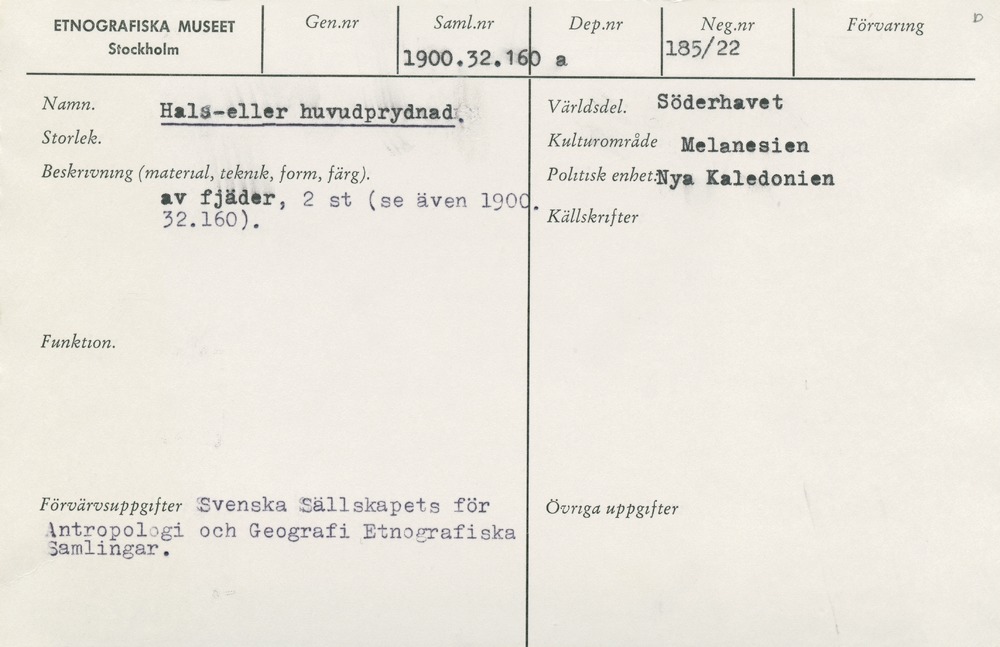 ETNOGRAFISKA MUSEET
Stockholm
Gen.nr
Saml.nr
1900.32.160 a
Dep.nr
Neg.nr
185/22
Förvaring
D
Namn. Hals-eller huvudprydnad.
Storlek.
Beskrivning (material, teknik, form, färg).
av fjäder, 2 st (se även 1900.
32.160).
Funktion.
Förvärvsuppgifter Svenska Sällskapets för
Antropologi och Geografi Etnografiska
Samlingar.
Världsdel. Söderhavet
Kulturområde Melanesien
Politisk enhet: Nya Kaledonien
Källskrifter
Övriga uppgifter